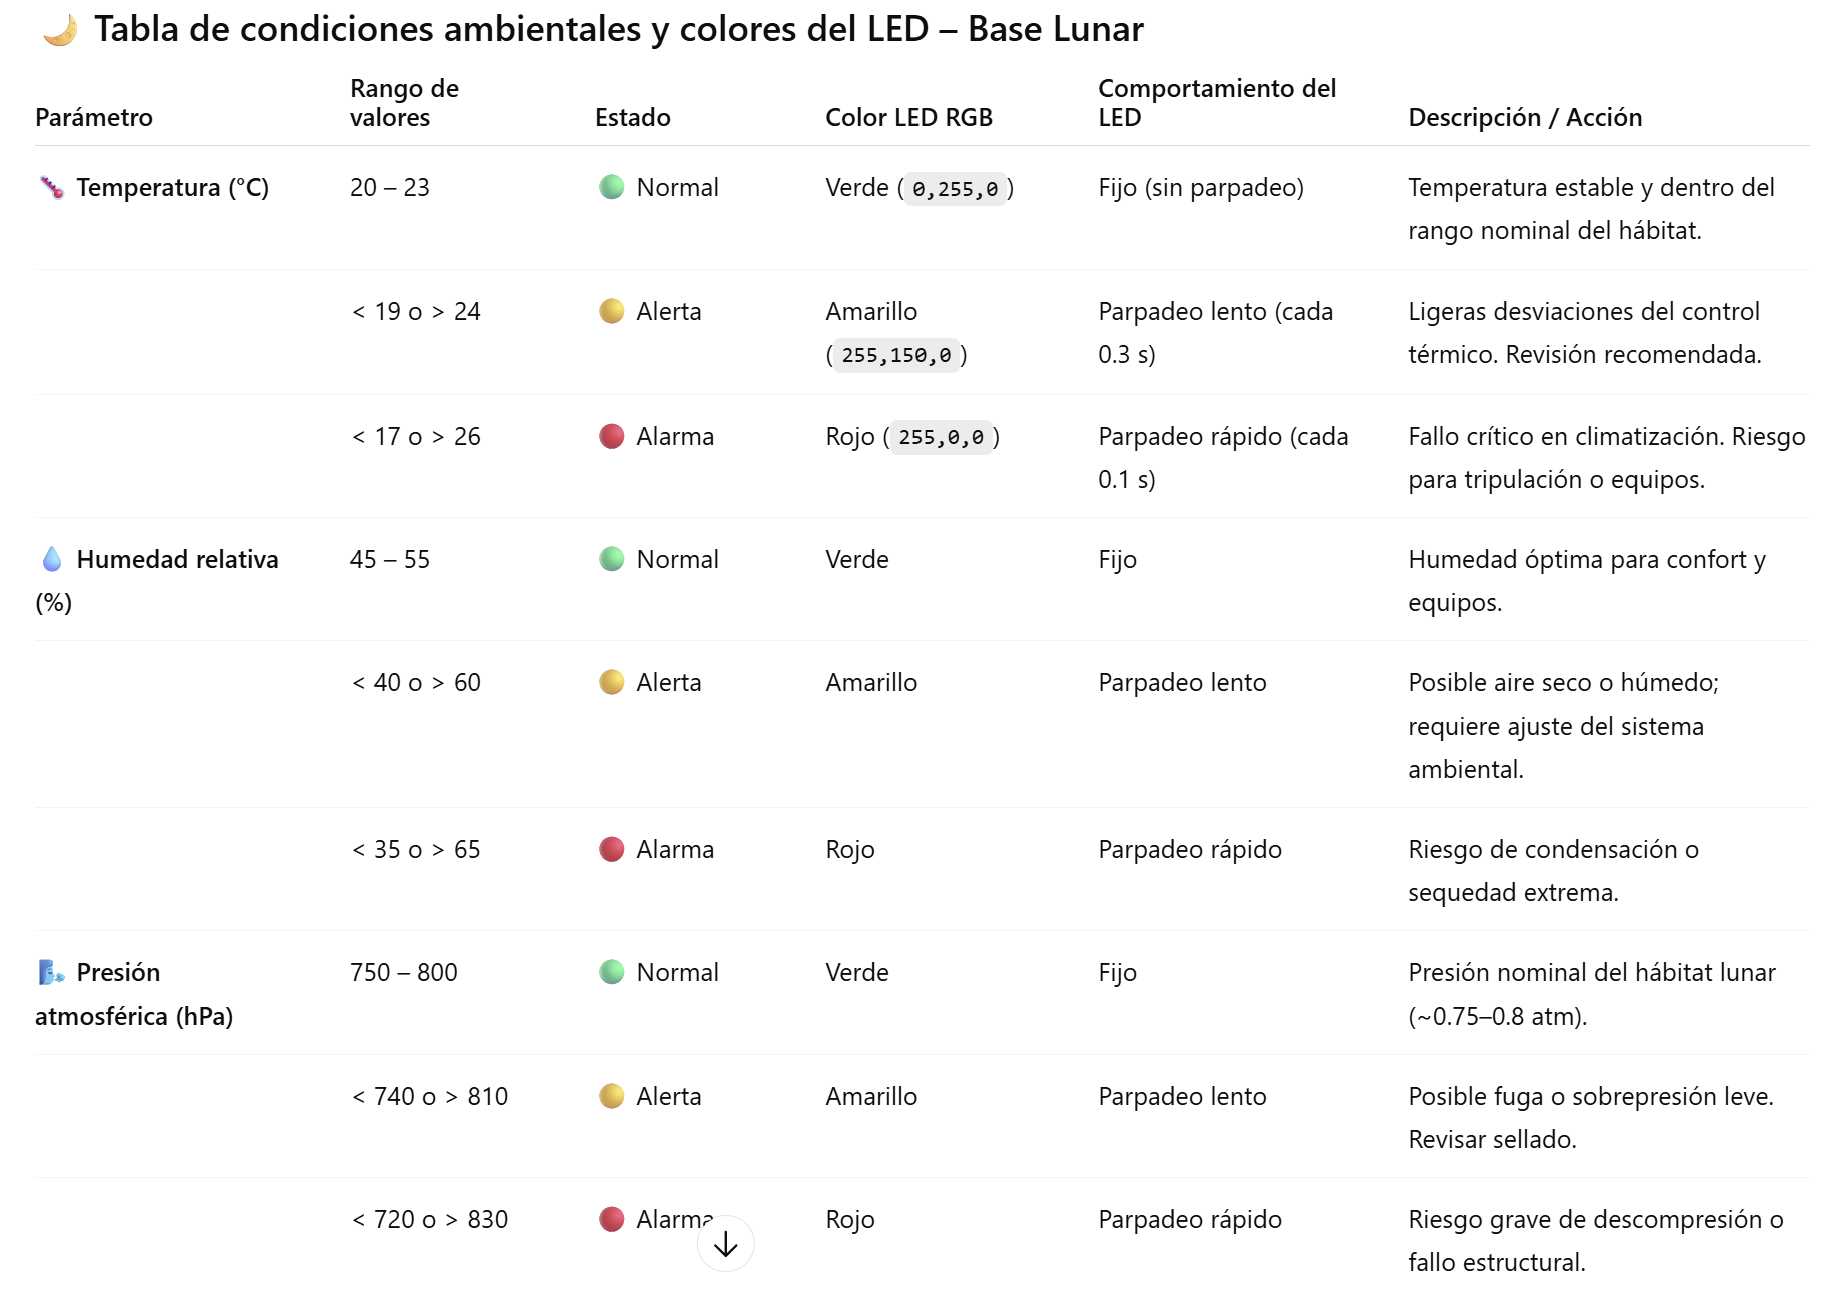 🌙 Tabla de condiciones ambientales y colores del LED – Base Lunar
Parámetro
Rango de
valores
Estado
Color LED RGB
Comportamiento del
LED
Descripción / Acción
🌡️ Temperatura (°C)
20 – 23
🟢 Normal
Verde (0,255,0)
Fijo (sin parpadeo)
Temperatura estable y dentro del
rango nominal del hábitat.
< 19 o > 24
🟡 Alerta
Amarillo
(255,150,0)
Parpadeo lento (cada
0.3 s)
Ligeras desviaciones del control
térmico. Revisión recomendada.
< 17 o > 26
🔴 Alarma
Rojo (255,0,0)
Parpadeo rápido (cada
0.1 s)
Fallo crítico en climatización. Riesgo
para tripulación o equipos.
💧 Humedad relativa
(%)
45 – 55
🟢 Normal
Verde
Fijo
Humedad óptima para confort y
equipos.
< 40 o > 60
🟡 Alerta
Amarillo
Parpadeo lento
Posible aire seco o húmedo;
requiere ajuste del sistema
ambiental.
< 35 o > 65
🔴 Alarma
Rojo
Parpadeo rápido
Riesgo de condensación o
sequedad extrema.
🌬️ Presión
atmosférica (hPa)
750 – 800
🟢 Normal
Verde
Fijo
Presión nominal del hábitat lunar
(~0.75–0.8 atm).
< 740 o > 810
🟡 Alerta
Amarillo
Parpadeo lento
Posible fuga o sobrepresión leve.
Revisar sellado.
< 720 o > 830
🔴 Alarma
Rojo
Parpadeo rápido
Riesgo grave de descompresión o
fallo estructural.